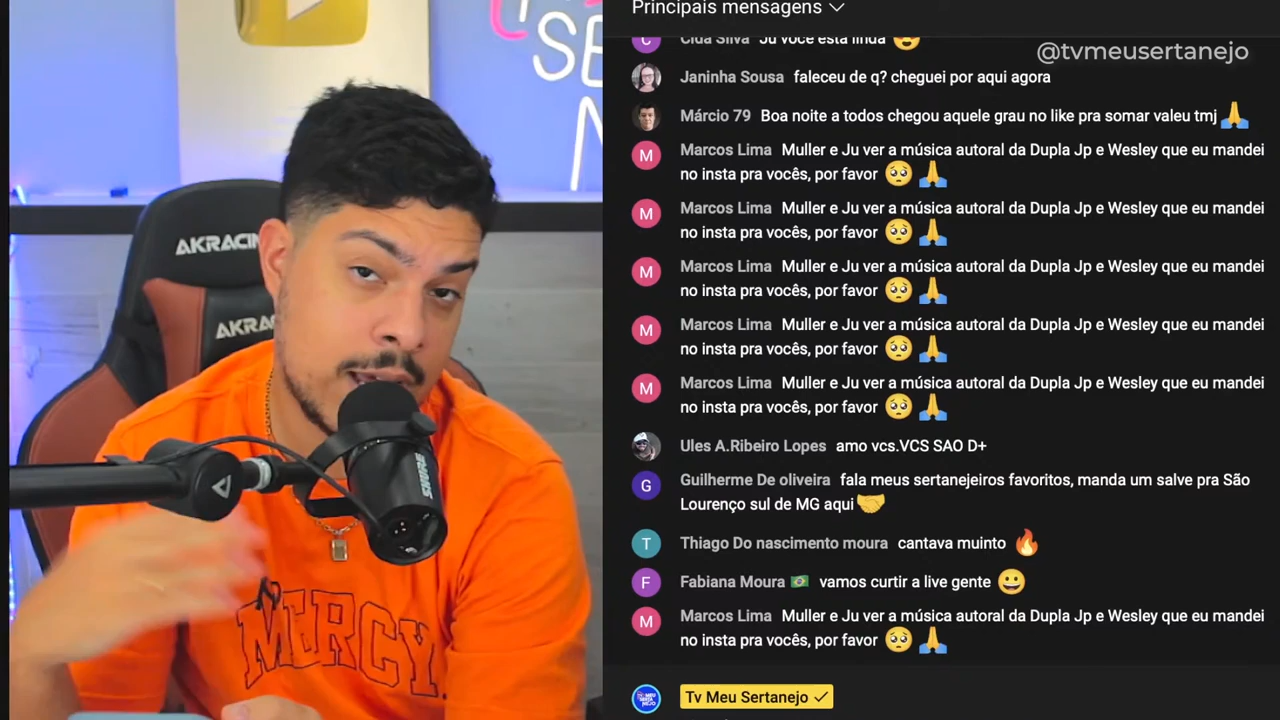 Principais mensagens
@tvmeusertanejo
SE
N
AKRACIN
AKRA
SHURE
MERCY
Cida Silva Ju você está linda 😍
Janinha Sousa faleceu de q? cheguei por aqui agora
Márcio 79 Boa noite a todos chegou aquele grau no like pra somar valeu tmj 🙏
M
Marcos Lima Muller e Ju ver a música autoral da Dupla Jp e Wesley que eu mandei
no insta pra vocês, por favor 🥺 🙏
M
Marcos Lima Muller e Ju ver a música autoral da Dupla Jp e Wesley que eu mandei
no insta pra vocês, por favor 🥺 🙏
M
Marcos Lima Muller e Ju ver a música autoral da Dupla Jp e Wesley que eu mandei
no insta pra vocês, por favor 🥺 🙏
M
Marcos Lima Muller e Ju ver a música autoral da Dupla Jp e Wesley que eu mandei
no insta pra vocês, por favor 🥺 🙏
M
Marcos Lima Muller e Ju ver a música autoral da Dupla Jp e Wesley que eu mandei
no insta pra vocês, por favor 🥺 🙏
Ules A.Ribeiro Lopes amo vcs.VCS SAO D+
G
Guilherme De oliveira fala meus sertanejeiros favoritos, manda um salve pra São
Lourenço sul de MG aqui 🤝
T
Thiago Do nascimento moura cantava muinto 🔥
F
Fabiana Moura 🇧🇷 vamos curtir a live gente 😀
M
Marcos Lima Muller e Ju ver a música autoral da Dupla Jp e Wesley que eu mandei
no insta pra vocês, por favor 🥺 🙏
TV MEU
SERTA
NEJO
Tv Meu Sertanejo ✓